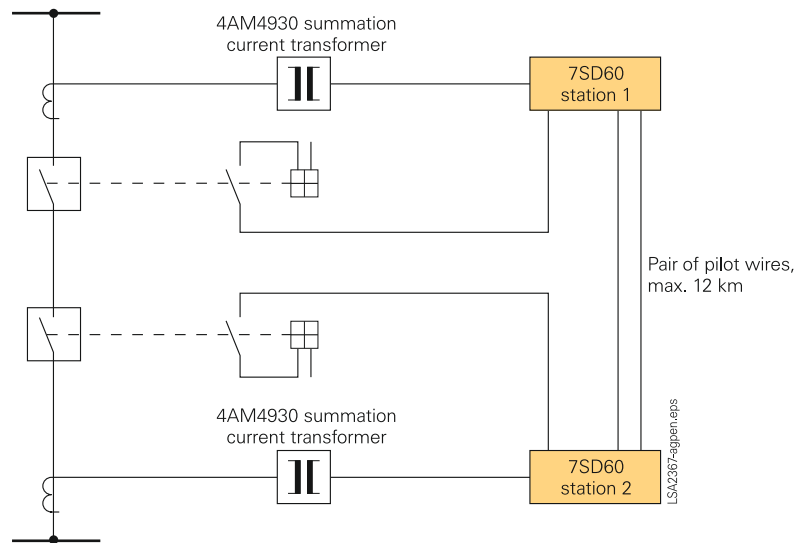 4AM4930 summation
current transformer
7SD60
station 1
Pair of pilot wires,
max. 12 km
4AM4930 summation
current transformer
7SD60
station 2
LSA2367-agpen.eps